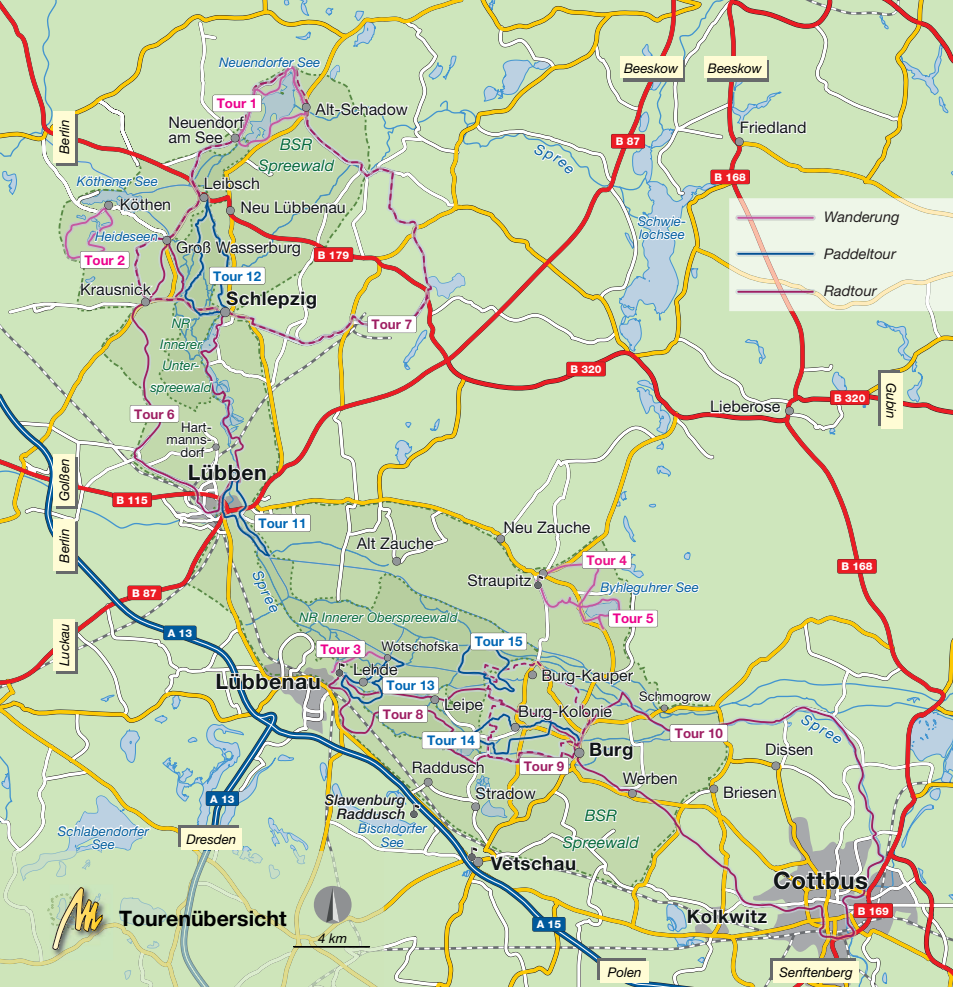 Neuendorfer See
Beeskow
Beeskow
Tour 1
Alt-Schadow
Neuendorf
am See
Berlin
B 87
Friedland
BSR
Spreewald
Spree
Köthener See
B 168
Leibsch
Köthen
Neu Lübbenau
Schwie-
lochsee
Wanderung
Heideseen
Groß Wasserburg
Tour 2
B 179
Paddeltour
Tour 12
Krausnick
Schlepzig
Radtour
NR
Innerer
Unter-
spreewald
Tour 7
B 320
B 320
Gubin
Lieberose
Tour 6
Hart-
manns-
dorf
Golßen
Lübben
B 115
Tour 11
Neu Zauche
Berlin
Alt Zauche
Tour 4
B 168
Straupitz
Byhleguhrer See
B 87
Spree
Tour 5
NR Innerer Oberspreewald
A 13
Luckau
Tour 3
Wotschofska
Tour 15
Lehde
Burg-Kauper
Lübbenau
Tour 13
Schmogrow
Leipe
Tour 8
Burg-Kolonie
Tour 10
Spree
Tour 14
Burg
Dissen
Tour 9
Raddusch
Werben
Briesen
Stradow
A 13
Slawenburg
Raddusch
BSR
Spreewald
Schlabendorfer
See
Bischdorfer
See
Dresden
Vetschau
Cottbus
Tourenübersicht
Kolkwitz
B 169
A 15
4 km
Polen
Senftenberg